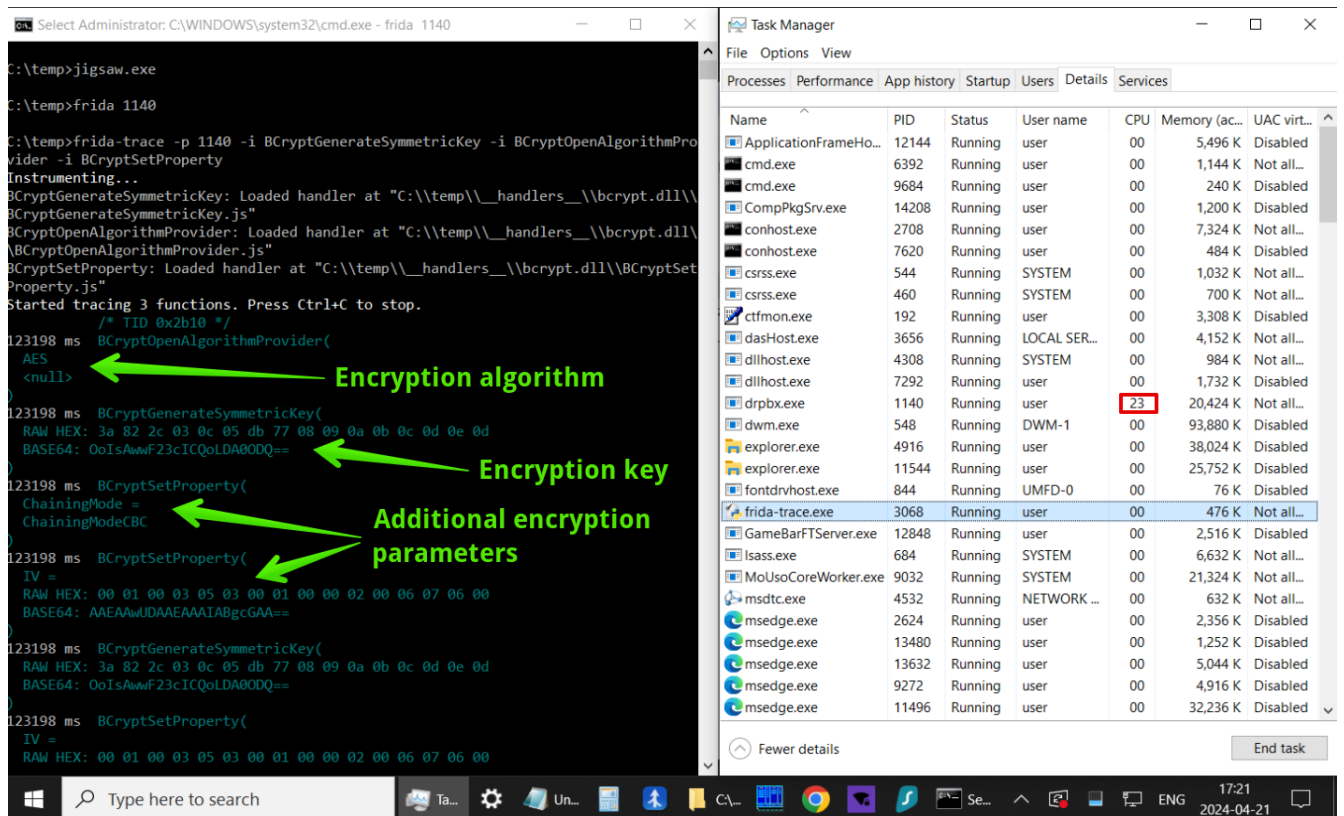 Select Administrator: C:\WINDOWS\system32\cmd.exe - frida 1140
C:\temp>jigsaw.exe
C:\temp>frida 1140
C:\temp>frida-trace -p 1140 -i BCryptGenerateSymmetricKey -i BCryptOpenAlgorithmPro
vider -i BCryptSetProperty
Instrumenting...
BCryptGenerateSymmetricKey: Loaded handler at "C:\\temp\\__handlers__\\bcrypt.dll\\
BCryptGenerateSymmetricKey.js"
BCryptOpenAlgorithmProvider: Loaded handler at "C:\\temp\\__handlers__\\bcrypt.dll\
\BCryptOpenAlgorithmProvider.js"
BCryptSetProperty: Loaded handler at "C:\\temp\\__handlers__\\bcrypt.dll\\BCryptSet
Property.js"
Started tracing 3 functions. Press Ctrl+C to stop.
/* TID 0x2b10 */
123198 ms BCryptOpenAlgorithmProvider(
AES
<null>
)
Encryption algorithm
123198 ms BCryptGenerateSymmetricKey(
RAW HEX: 3a 82 2c 03 0c 05 db 77 08 09 0a 0b 0c 0d 0e 0d
BASE64: OoIsAwwF23cICQoLDA0ODQ==
)
Encryption key
123198 ms BCryptSetProperty(
ChainingMode =
ChainingModeCBC
)
Additional encryption
parameters
123198 ms BCryptSetProperty(
IV =
RAW HEX: 00 01 00 03 05 03 00 01 00 00 02 00 06 07 06 00
BASE64: AAEAAwUDAAEAAAIABgcGAA==
)
123198 ms BCryptGenerateSymmetricKey(
RAW HEX: 3a 82 2c 03 0c 05 db 77 08 09 0a 0b 0c 0d 0e 0d
BASE64: OoIsAwwF23cICQoLDA0ODQ==
)
123198 ms BCryptSetProperty(
IV =
RAW HEX: 00 01 00 03 05 03 00 01 00 00 02 00 06 07 06 00
Task Manager
File Options View
Processes Performance App history Startup Users Details Services
Name PID Status User name CPU Memory (ac... UAC virt...
ApplicationFrameHo... 12144 Running user 00 5,496 K Disabled
cmd.exe 6392 Running user 00 1,144 K Not all...
cmd.exe 9684 Running user 00 240 K Disabled
CompPkgSrv.exe 14208 Running user 00 1,200 K Disabled
conhost.exe 2708 Running user 00 7,324 K Not all...
conhost.exe 7620 Running user 00 484 K Disabled
csrss.exe 544 Running SYSTEM 00 1,032 K Not all...
csrss.exe 460 Running SYSTEM 00 700 K Not all...
ctfmon.exe 192 Running user 00 3,308 K Disabled
dasHost.exe 3656 Running LOCAL SER... 00 4,152 K Not all...
dllhost.exe 4308 Running SYSTEM 00 984 K Not all...
dllhost.exe 7292 Running user 00 1,732 K Disabled
drpbx.exe 1140 Running user 23 20,424 K Not all...
dwm.exe 548 Running DWM-1 00 93,880 K Disabled
explorer.exe 4916 Running user 00 38,024 K Disabled
explorer.exe 11544 Running user 00 25,752 K Disabled
fontdrvhost.exe 844 Running UMFD-0 00 76 K Disabled
frida-trace.exe 3068 Running user 00 476 K Not all...
GameBarFTServer.exe 12848 Running user 00 2,516 K Disabled
lsass.exe 684 Running SYSTEM 00 6,632 K Not all...
MoUsoCoreWorker.exe 9032 Running SYSTEM 00 21,324 K Not all...
msdtc.exe 4532 Running NETWORK ... 00 632 K Not all...
msedge.exe 2624 Running user 00 2,356 K Disabled
msedge.exe 13480 Running user 00 1,252 K Disabled
msedge.exe 13632 Running user 00 5,044 K Disabled
msedge.exe 9272 Running user 00 4,916 K Disabled
msedge.exe 11496 Running user 00 32,236 K Disabled
Fewer details
End task
Type here to search
Ta...
Un...
C:\...
Se...
ENG
17:21
2024-04-21